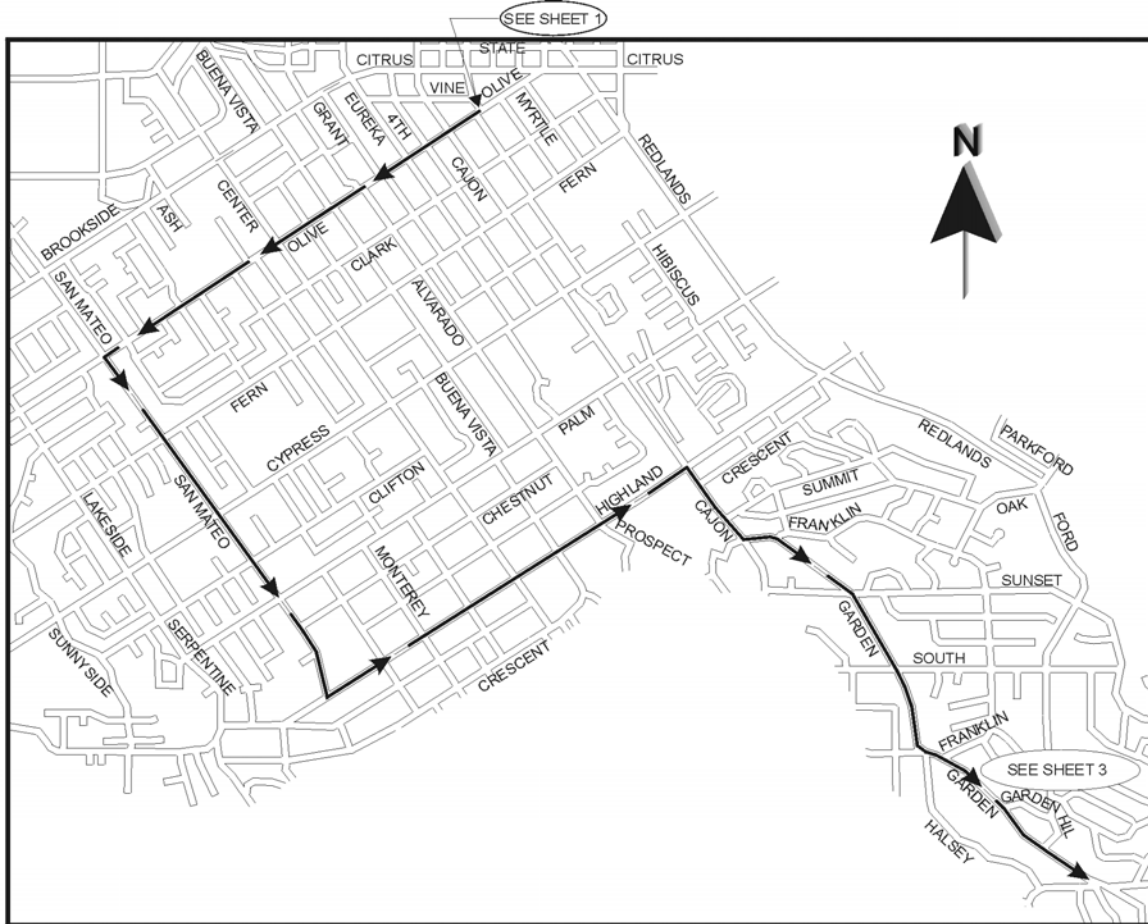 SEE SHEET 1
STATE
CITRUS
CITRUS
BUENA VISTA
VINE
OLIVE
GRANT
EUREKA
4TH
MYRTLE
REDLANDS
CAJON
FERN
N
CENTER
ASH
BROOKSIDE
OLIVE
CLARK
HIBISCUS
SAN MATEO
ALVARADO
FERN
BUENA VISTA
PALM
CYPRESS
REDLANDS
PARKFORD
CRESCENT
CLIFTON
SUMMIT
HIGHLAND
CHESTNUT
SAN MATEO
LAKESIDE
CAJON
FRANKLIN
OAK
FORD
PROSPECT
MONTEREY
SUNSET
GARDEN
SERPENTINE
SUNNYSIDE
CRESCENT
SOUTH
FRANKLIN
SEE SHEET 3
GARDEN
GARDEN HIL
HALSEY